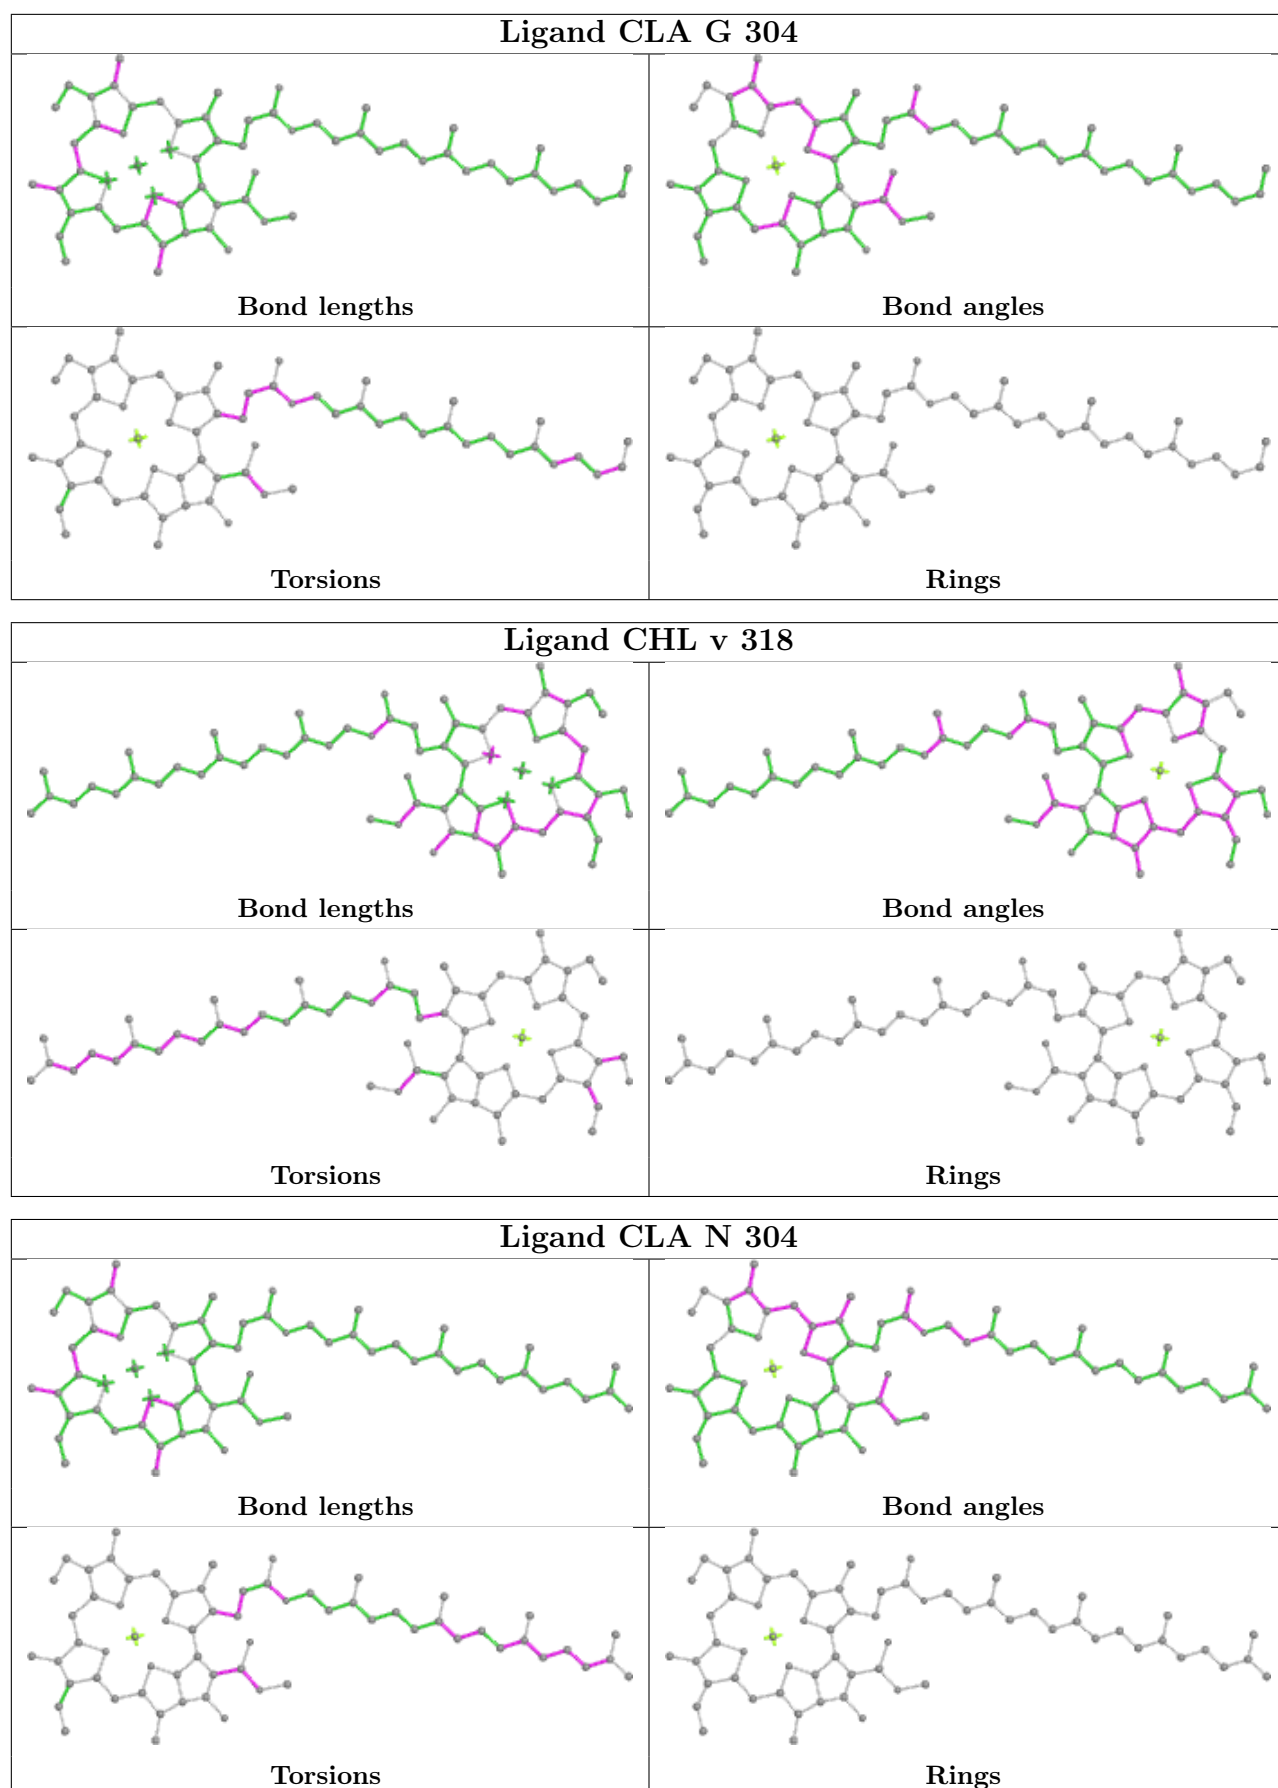 Ligand CLA G 304
Bond lengths
Bond angles
Torsions
Rings
Ligand CHL v 318
Bond lengths
Bond angles
Torsions
Rings
Ligand CLA N 304
Bond lengths
Bond angles
Torsions
Rings